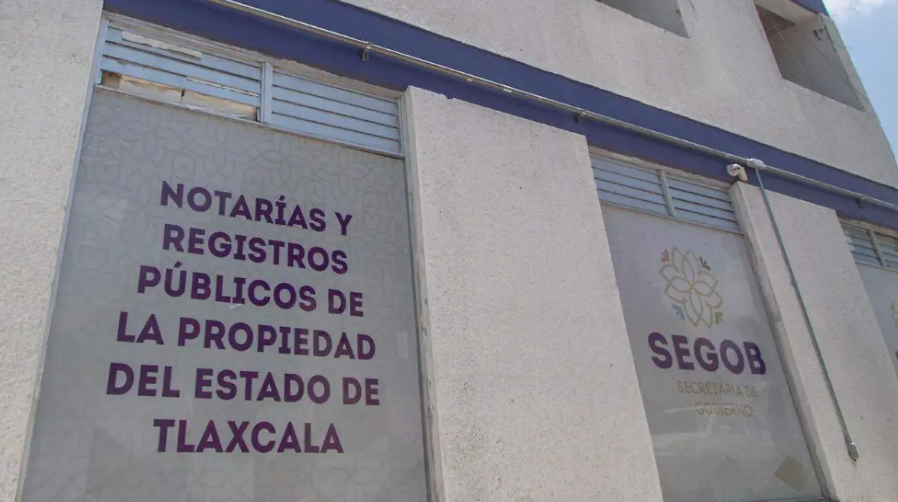 NOTARÍAS Y
REGISTROS
PÚBLICOS DE
LA PROPIEDAD
DEL ESTADO DE
TLAXCALA
SEGOB
SECRETARÍA DE
GOBIERNO